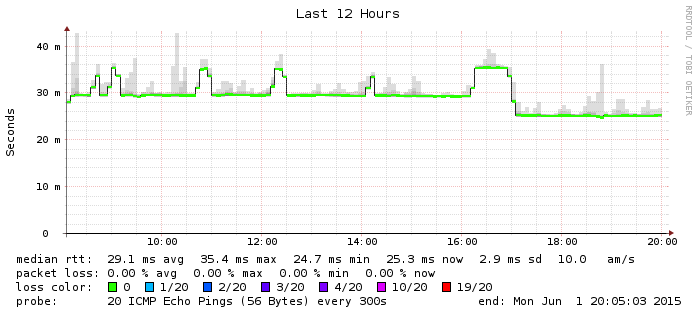 Last 12 Hours
RRDTOOL / TOBI OETIKER
Seconds
40 m
30 m
20 m
10 m
0
10:00 12:00 14:00 16:00 18:00 20:00
median rtt: 29.1 ms avg 35.4 ms max 24.7 ms min 25.3 ms now 2.9 ms sd 10.0 am/s
packet loss: 0.00 % avg 0.00 % max 0.00 % min 0.00 % now
loss color: 0 1/20 2/20 3/20 4/20 10/20 19/20
probe: 20 ICMP Echo Pings (56 Bytes) every 300s end: Mon Jun 1 20:05:03 2015